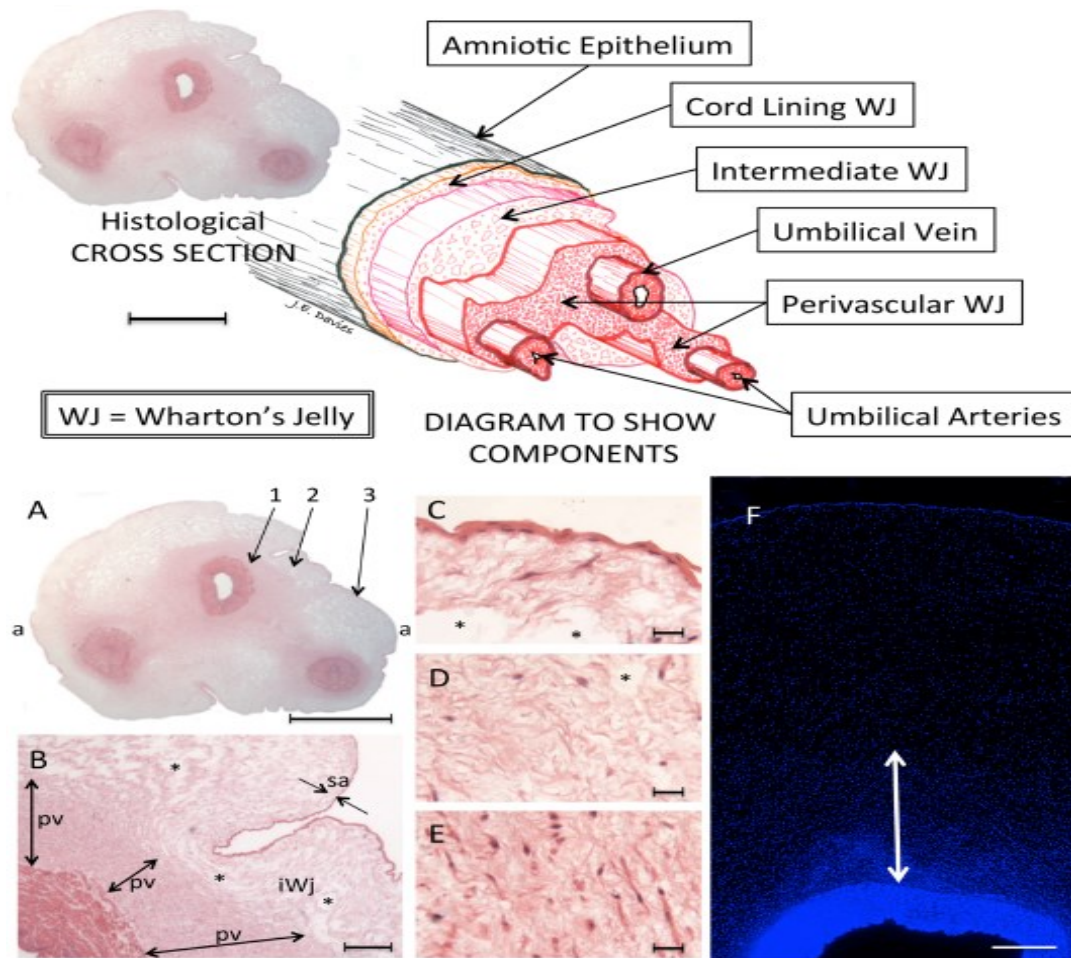 Amniotic Epithelium
Cord Lining WJ
Intermediate WJ
Umbilical Vein
Perivascular WJ
Umbilical Arteries
Histological
CROSS SECTION
J.E. Davies
WJ = Wharton's Jelly
DIAGRAM TO SHOW
COMPONENTS
A
1 2 3
a a
B
*
sa
pv
pv
*
iWj
*
pv
C
* *
D
*
E
F